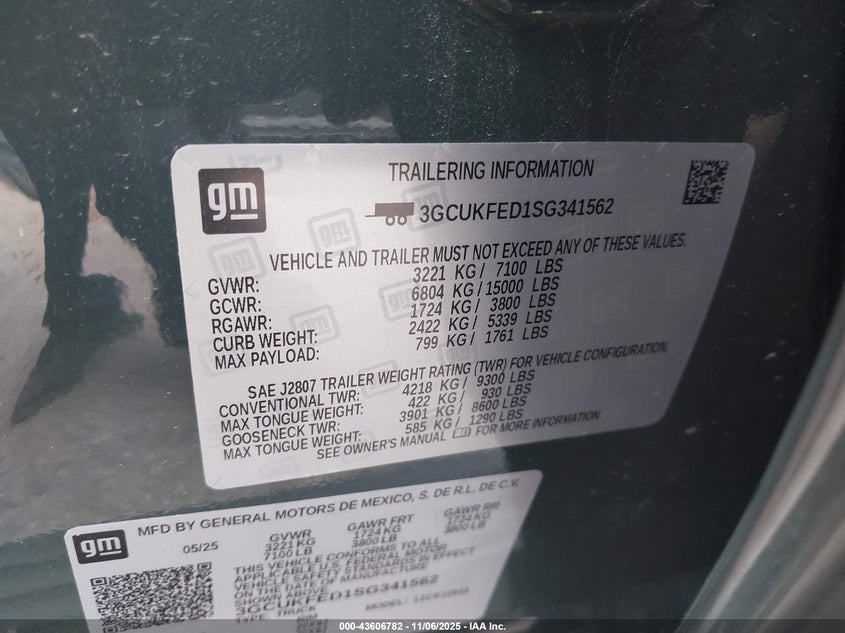 gm
TRAILERING INFORMATION
3GCUKFED1SG341562
VEHICLE AND TRAILER MUST NOT EXCEED ANY OF THESE VALUES.
GVWR: 3221 KG / 7100 LBS
GCWR: 6804 KG / 15000 LBS
RGAWR: 1724 KG / 3800 LBS
CURB WEIGHT: 2422 KG / 5339 LBS
MAX PAYLOAD: 799 KG / 1761 LBS
SAE J2807 TRAILER WEIGHT RATING (TWR) FOR VEHICLE CONFIGURATION.
CONVENTIONAL TWR: 4218 KG / 9300 LBS
MAX TONGUE WEIGHT: 422 KG / 930 LBS
GOOSENECK TWR: 3901 KG / 8600 LBS
MAX TONGUE WEIGHT: 585 KG / 1290 LBS
SEE OWNER'S MANUAL FOR MORE INFORMATION
gm
MFD BY GENERAL MOTORS DE MEXICO, S. DE R.L. DE C.V.
05/25 GVWR GAWR FRT GAWR RR
3221 KG 1724 KG 1724 KG
7100 LB 3800 LB 3800 LB
THIS VEHICLE CONFORMS TO ALL
APPLICABLE U.S. FEDERAL MOTOR
VEHICLE SAFETY STANDARDS IN EFFECT
ON THE DATE OF MANUFACTURE
SHOWN ABOVE.
3GCUKFED1SG341562
TYPE: TRUCK MODEL:
RIM
000-43606782 - 11/06/2025 - IAA Inc.